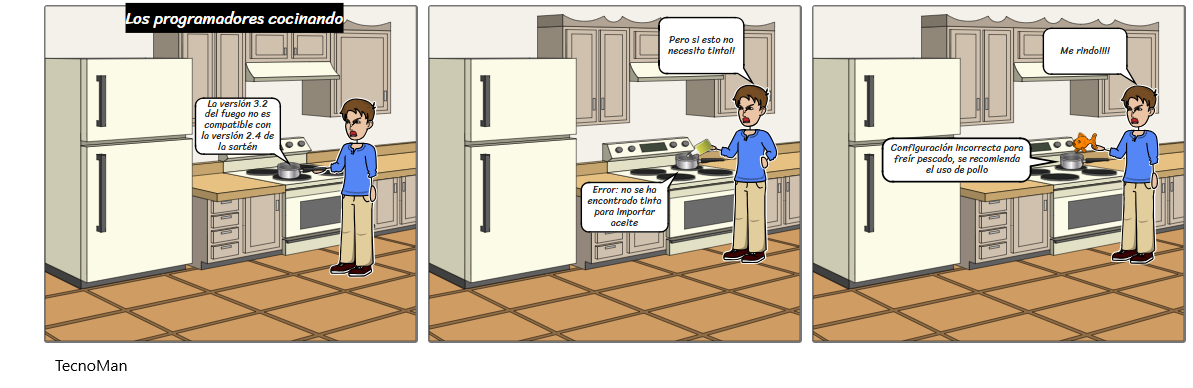 Los programadores cocinando
La versión 3.2
del fuego no es
compatible con
la versión 2.4 de
la sartén
Pero si esto no
necesita tinta!!
Error: no se ha
encontrado tinta
para importar
aceite
Me rindo!!!!
Configuración incorrecta para
freír pescado, se recomienda
el uso de pollo
TecnoMan